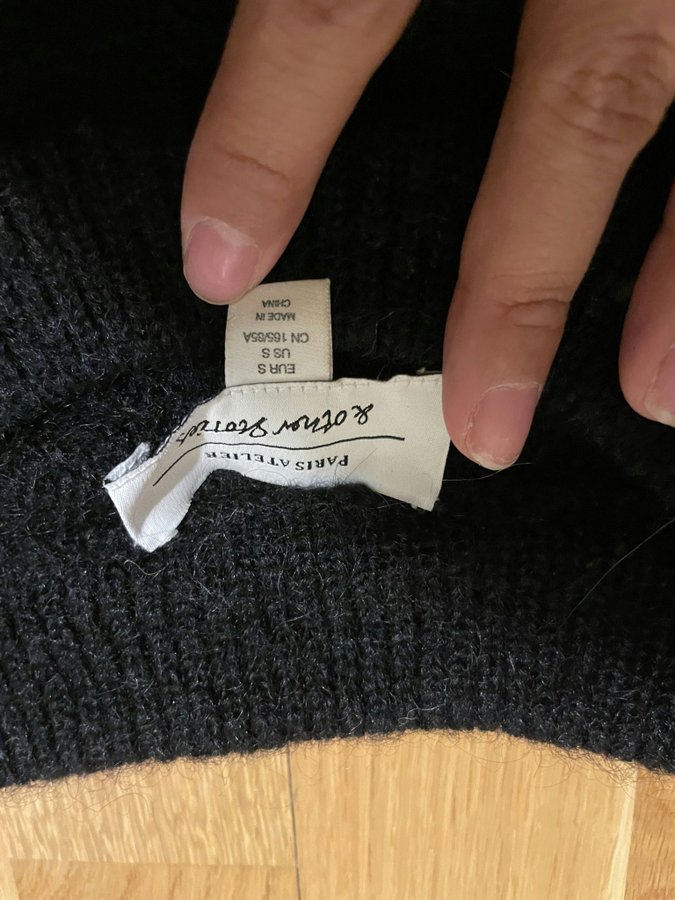 & other Stories
PARIS ATELIER
EUR S
US S
CN 165/85A
MADE IN
CHINA